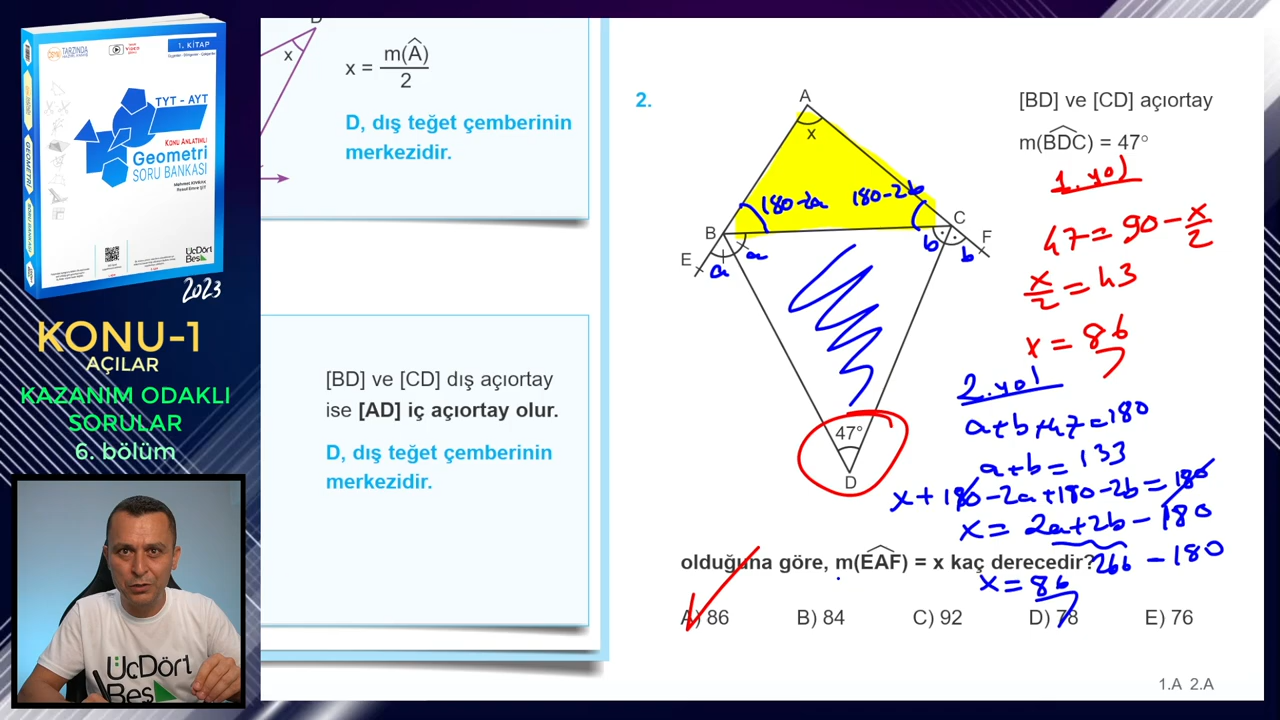 TARZINDA
1. KİTAP
TYT - AYT
KONU ANLATIMLI
Geometri
SORU BANKASI
GEOMETRİ
ÜçDört
Beş
2023
KONU-1
AÇILAR
KAZANIM ODAKLI
SORULAR
6. bölüm
ÜçDört
Beş
D
x
x = m(A)/2
D, dış teğet çemberinin
merkezidir.
[BD] ve [CD] dış açıortay
ise [AD] iç açıortay olur.
D, dış teğet çemberinin
merkezidir.
2.
A
x
180-2a
180-2b
B
C
E
a
a
b
b
F
47°
D
[BD] ve [CD] açıortay
m(BDC) = 47°
1. yol
47 = 90 - x/2
x/2 = 43
x = 86
2. yol
a+b+47=180
a+b = 133
x+180-2a+180-2b=180
x = 2a+2b-180
266 - 180
x = 86
olduğuna göre, m(EAF) = x kaç derecedir?
A) 86 B) 84 C) 92 D) 78 E) 76
1.A 2.A